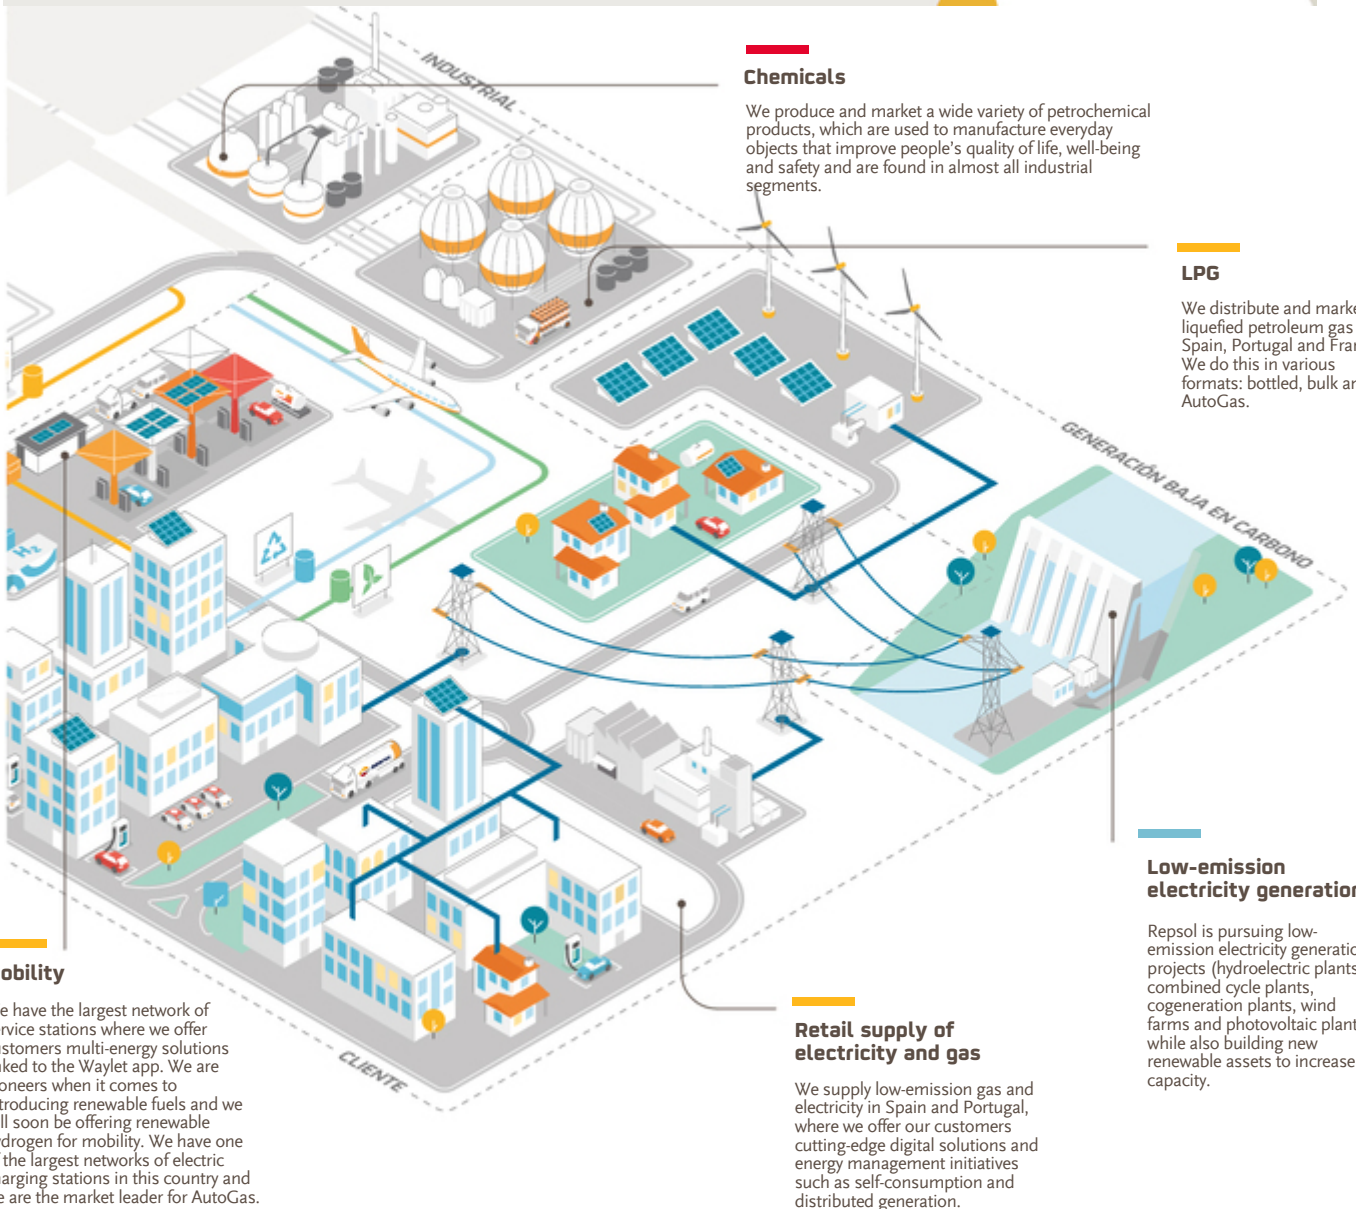 INDUSTRIAL
Chemicals
We produce and market a wide variety of petrochemical
products, which are used to manufacture everyday
objects that improve people's quality of life, well-being
and safety and are found in almost all industrial
segments.
LPG
We distribute and marke
liquefied petroleum gas
Spain, Portugal and Fran
We do this in various
formats: bottled, bulk an
AutoGas.
GENERACIÓN BAJA EN CARBONO
H2
Low-emission
electricity generation
Repsol is pursuing low-
emission electricity generatio
projects (hydroelectric plants
combined cycle plants,
cogeneration plants, wind
farms and photovoltaic plant
while also building new
renewable assets to increase
capacity.
obility
e have the largest network of
ervice stations where we offer
ustomers multi-energy solutions
nked to the Waylet app. We are
oneers when it comes to
troducing renewable fuels and we
ll soon be offering renewable
ydrogen for mobility. We have one
the largest networks of electric
arging stations in this country and
e are the market leader for AutoGas.
CLIENTE
Retail supply of
electricity and gas
We supply low-emission gas and
electricity in Spain and Portugal,
where we offer our customers
cutting-edge digital solutions and
energy management initiatives
such as self-consumption and
distributed generation.